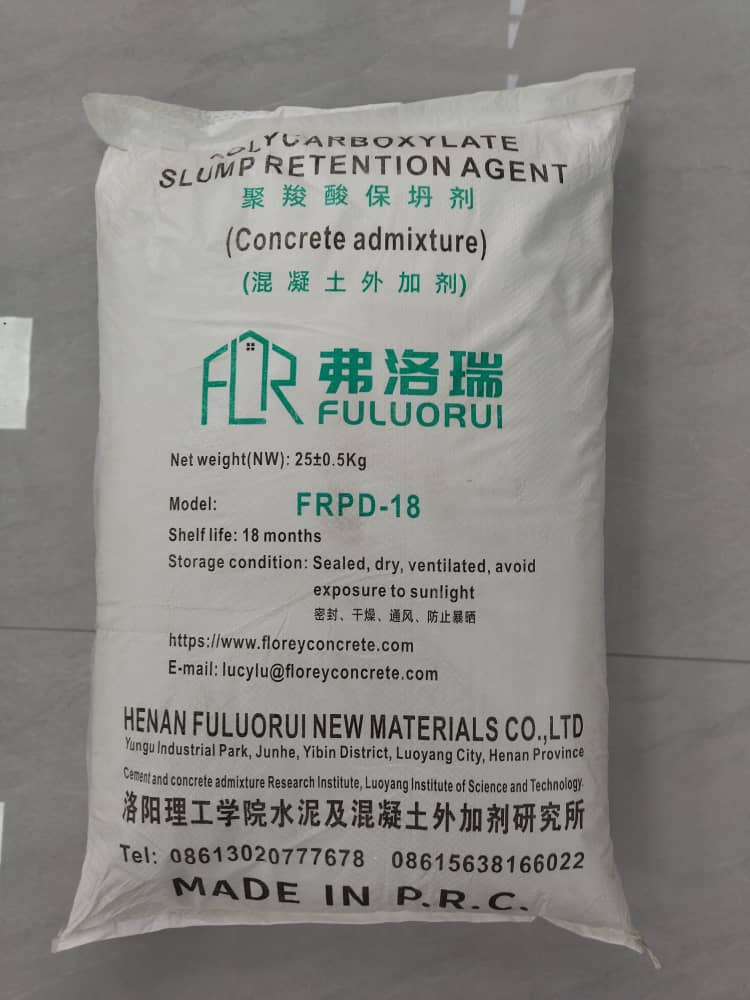 POLYCARBOXYLATE
SLUMP RETENTION AGENT
聚羧酸保坍剂
(Concrete admixture)
(混凝土外加剂)
FLR 弗洛瑞
FULUORUI
Net weight(NW): 25±0.5Kg
Model: FRPD-18
Shelf life: 18 months
Storage condition: Sealed, dry, ventilated, avoid
exposure to sunlight
密封、干燥、通风、防止暴晒
https://www.floreyconcrete.com
E-mail: lucylu@floreyconcrete.com
HENAN FULUORUI NEW MATERIALS CO.,LTD
Yungu Industrial Park, Junhe, Yibin District, Luoyang City, Henan Province
Cement and concrete admixture Research Institute, Luoyang Institute of Science and Technology.
洛阳理工学院水泥及混凝土外加剂研究所
Tel: 08613020777678 08615638166022
MADE IN P.R.C.